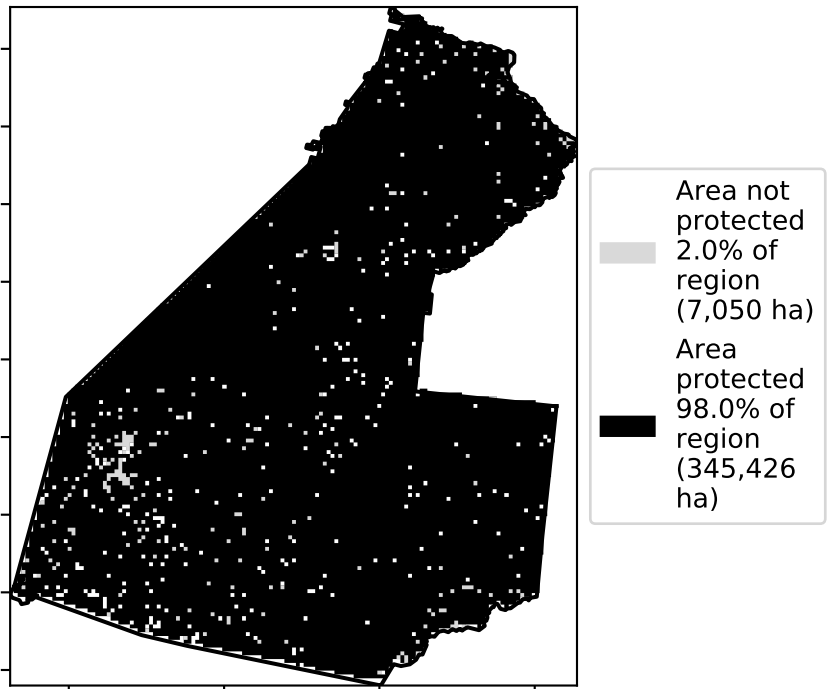 Area not
protected
2.0% of
region
(7,050 ha)
Area
protected
98.0% of
region
(345,426
ha)